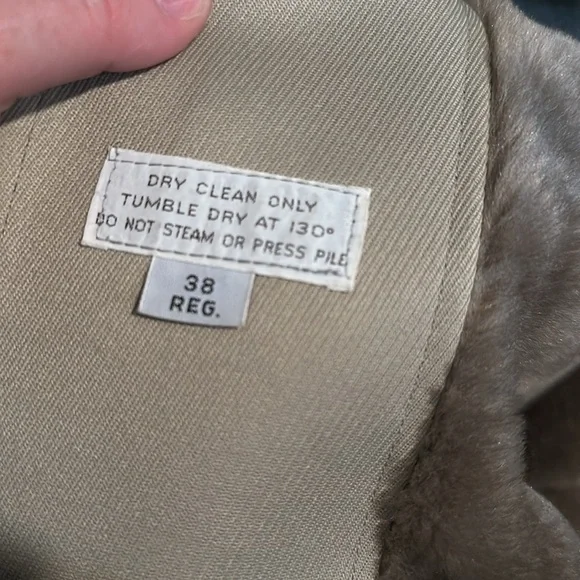 DRY CLEAN ONLY
TUMBLE DRY AT 130°
DO NOT STEAM OR PRESS PILE
38
REG.